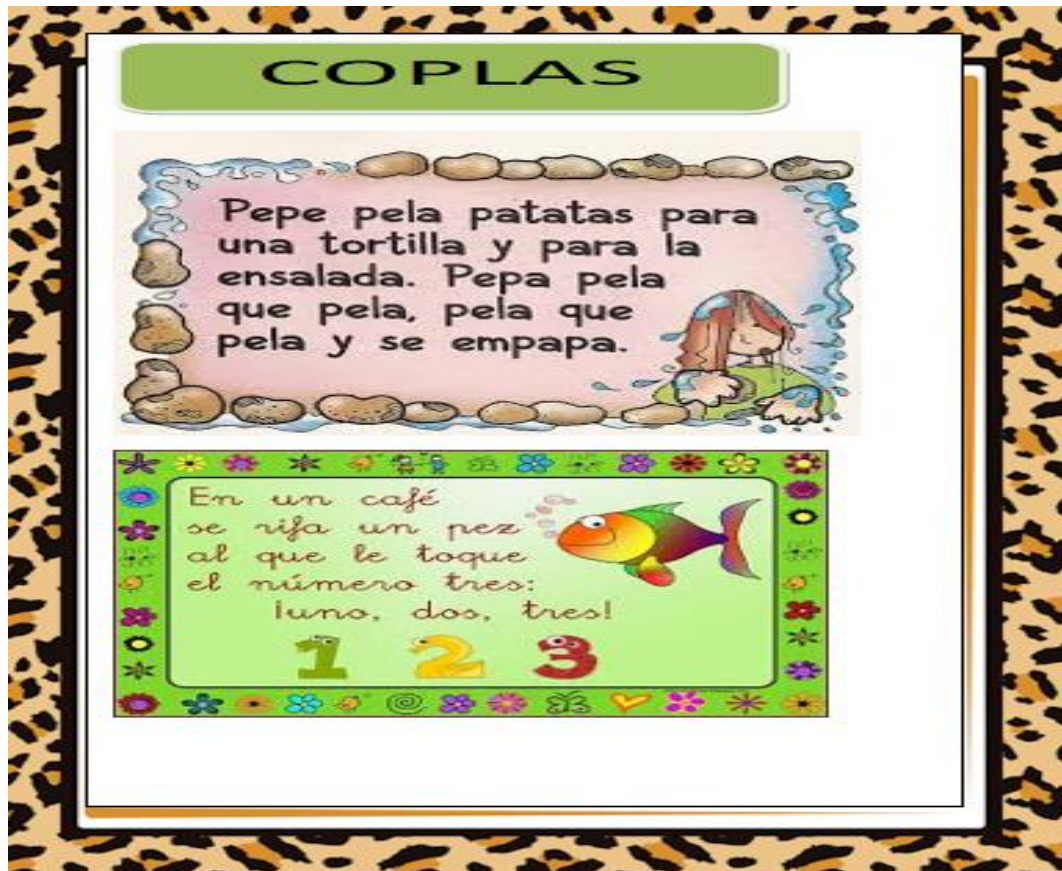 COPLAS
Pepe pela patatas para
una tortilla y para la
ensalada. Pepa pela
que pela, pela que
pela y se empapa.
En un café
se rifa un pez
al que le toque
el número tres:
¡uno, dos, tres!
1 2 3